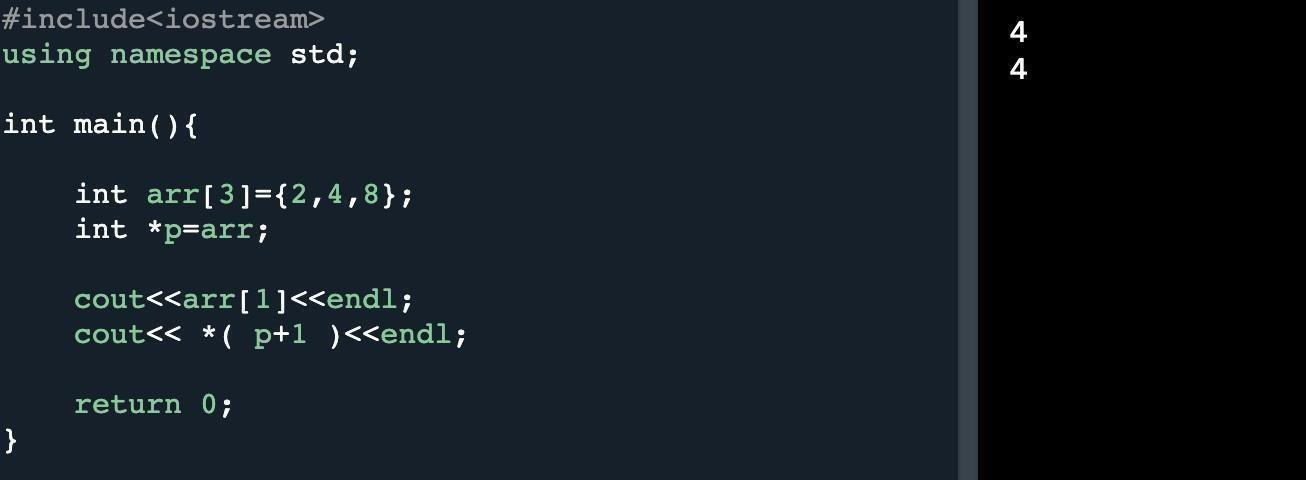 #include<iostream>
using namespace std;
int main(){
int arr[3]={2,4,8};
int *p=arr;
cout<<arr[1]<<endl;
cout<< *( p+1 )<<endl;
return 0;
}
4
4